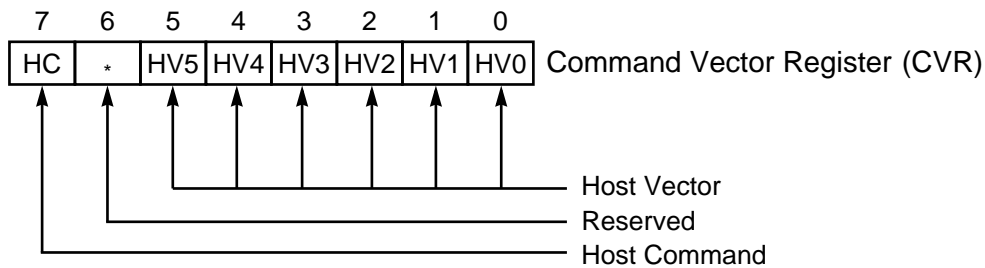 7 6 5 4 3 2 1 0
HC * HV5 HV4 HV3 HV2 HV1 HV0 Command Vector Register (CVR)
Host Vector
Reserved
Host Command